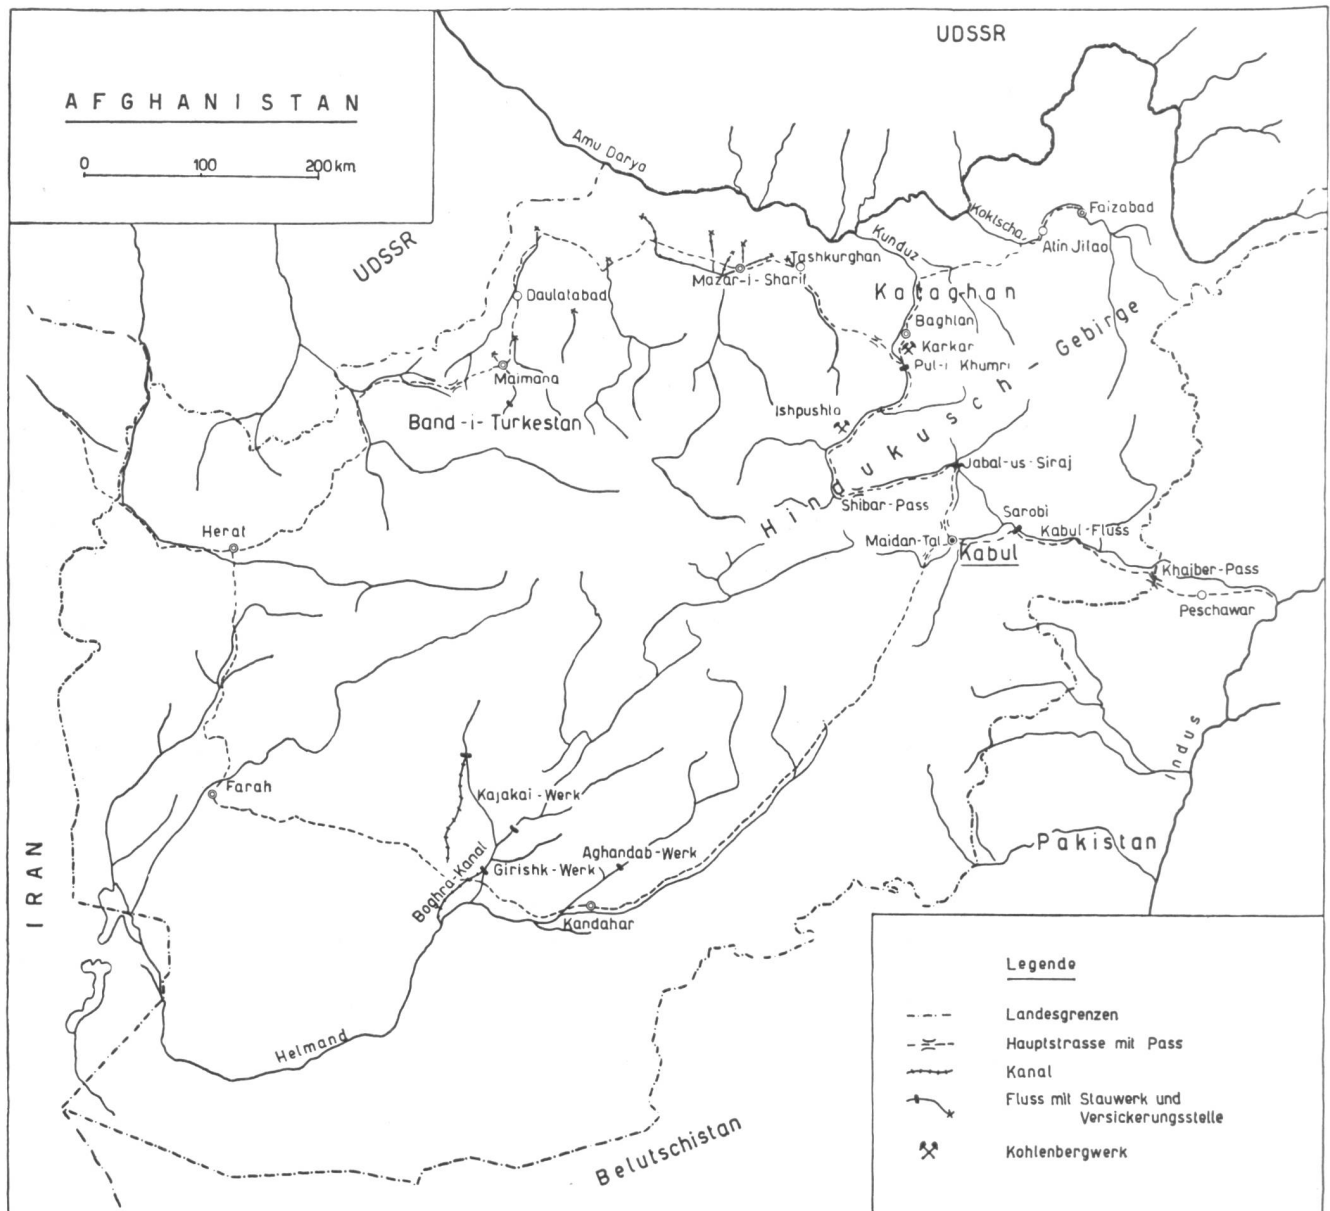 AFGHANISTAN
0 100 200 km
UDSSR
UDSSR
Amu Darya
Koktscha
Faizabad
Atin Jilao
Kunduz
Tashkurghan
Mazar-i-Sharif
Kataghan
Daulatabad
Baghlan
Karkar
Pul-i Khumri
Maimana
Ishpushta
Band-i-Turkestan
Hindukusch-Gebirge
Jabal-us-Siraj
Shibar-Pass
Sarobi
Herat
Maidan-Tal
Kabul
Kabul-Fluss
Khaiber-Pass
Peschawar
Indus
Farah
Kajakai-Werk
Boghra-Kanal
Girishk-Werk
Aghandab-Werk
Kandahar
Pakistan
IRAN
Helmand
Belutschistan
Legende
Landesgrenzen
Hauptstrasse mit Pass
Kanal
Fluss mit Stauwerk und
Versickerungsstelle
Kohlenbergwerk